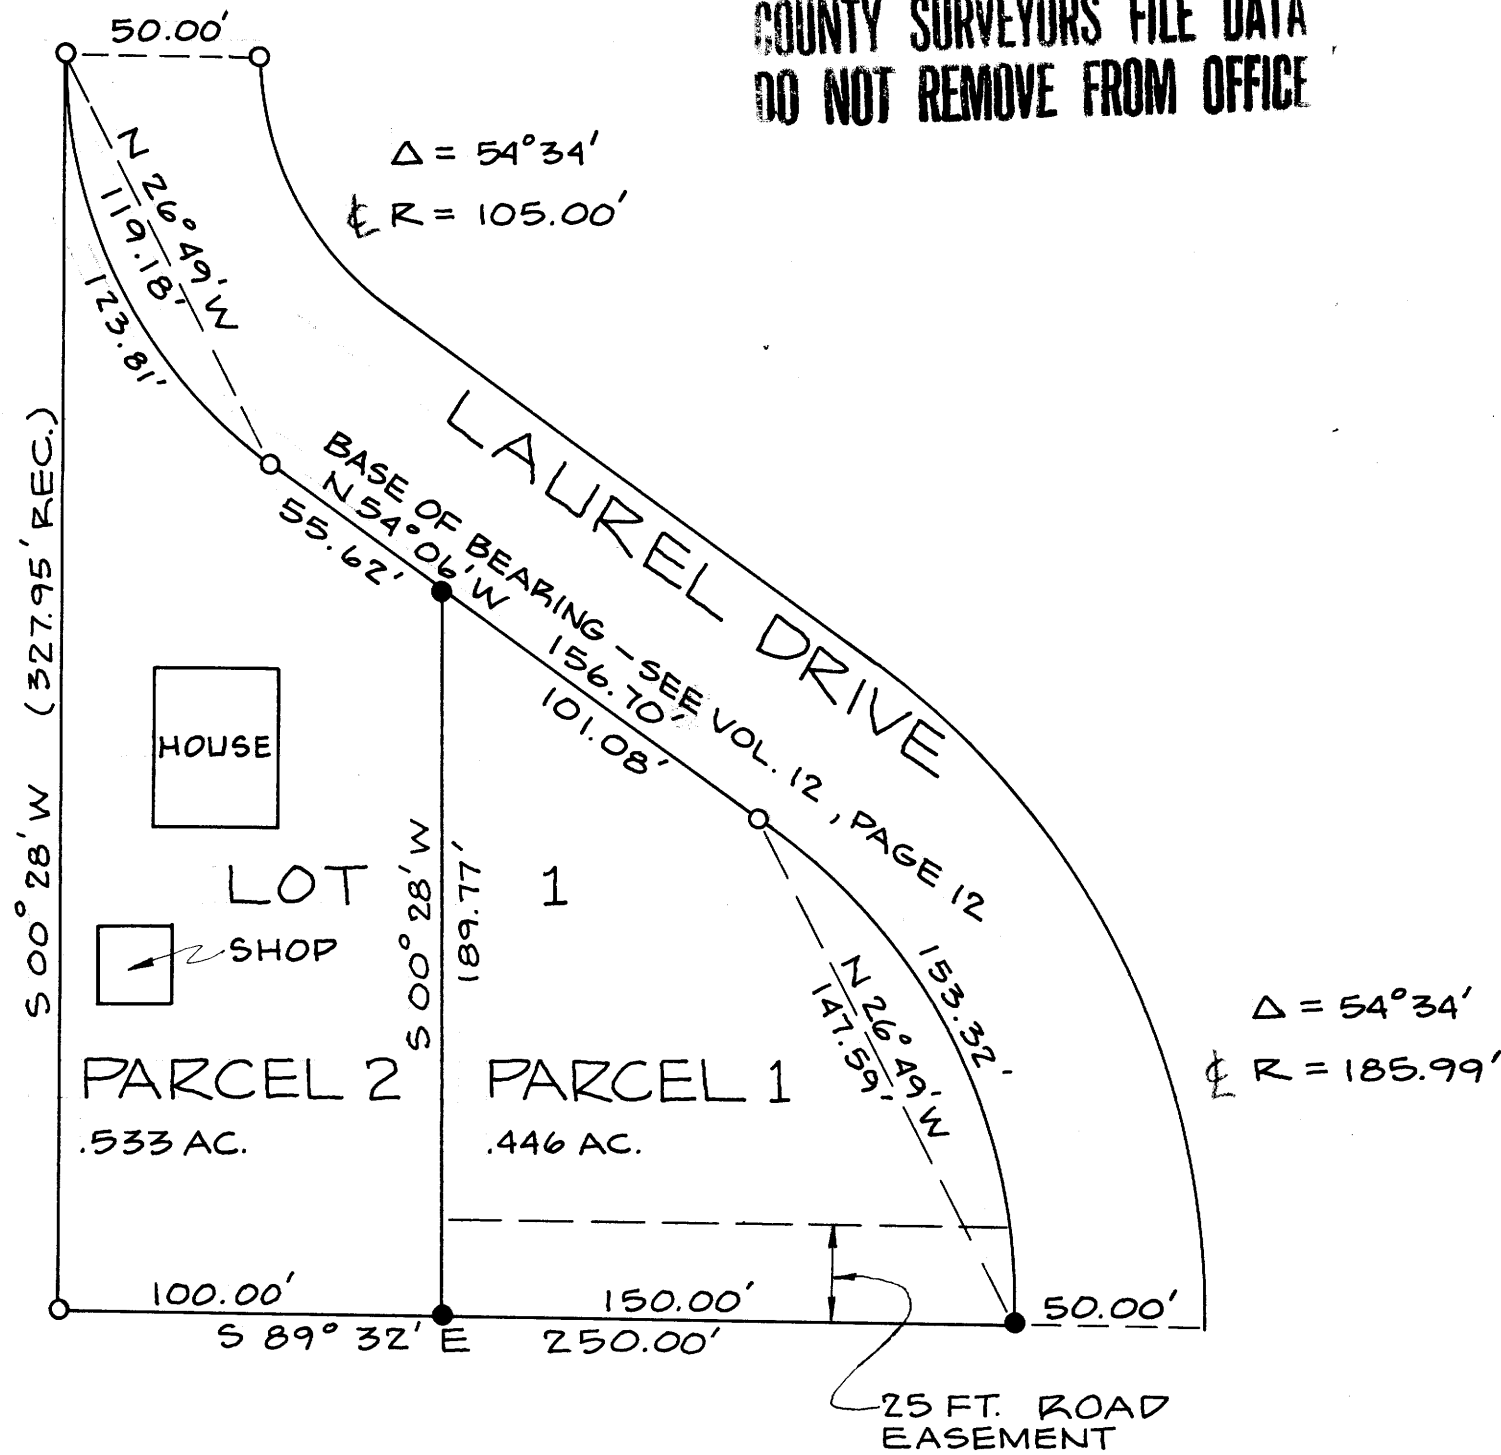 COUNTY SURVEYORS FILE DATA
DO NOT REMOVE FROM OFFICE
50.00'
Δ = 54°34'
℄ R = 105.00'
N 26° 49' W
119.18'
123.81'
LAUREL DRIVE
BASE OF BEARING - SEE VOL. 12, PAGE 12
N 54° 06' W
156.70'
55.62'
101.08'
S 00° 28' W (327.95' REC.)
HOUSE
LOT 1
SHOP
S 00° 28' W
189.77'
153.32'
N 26° 49' W
147.59'
Δ = 54°34'
℄ R = 185.99'
PARCEL 2
.533 AC.
PARCEL 1
.446 AC.
100.00'
150.00'
50.00'
S 89° 32' E 250.00'
25 FT. ROAD
EASEMENT